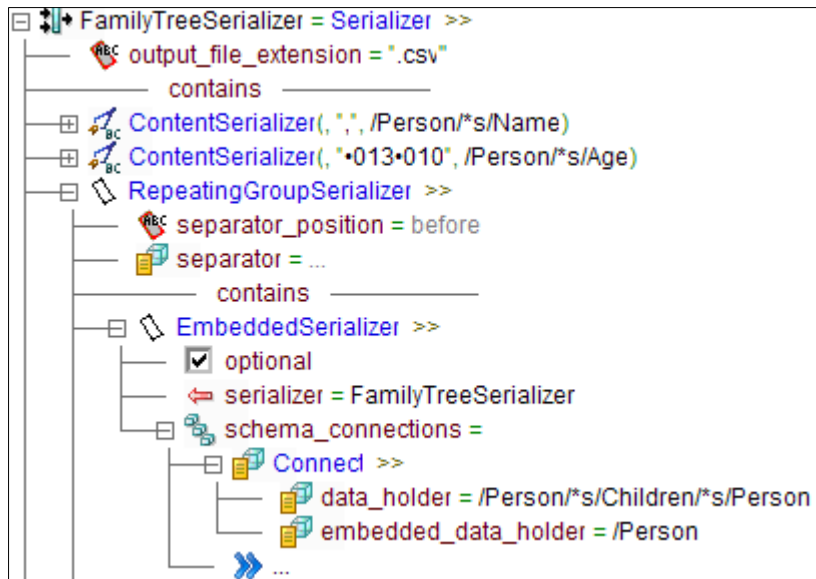 FamilyTreeSerializer = Serializer >>
output_file_extension = ".csv"
contains
ContentSerializer(, ",", /Person/*s/Name)
ContentSerializer(, "•013•010", /Person/*s/Age)
RepeatingGroupSerializer >>
separator_position = before
separator = ...
contains
EmbeddedSerializer >>
optional
serializer = FamilyTreeSerializer
schema_connections =
Connect >>
data_holder = /Person/*s/Children/*s/Person
embedded_data_holder = /Person
...